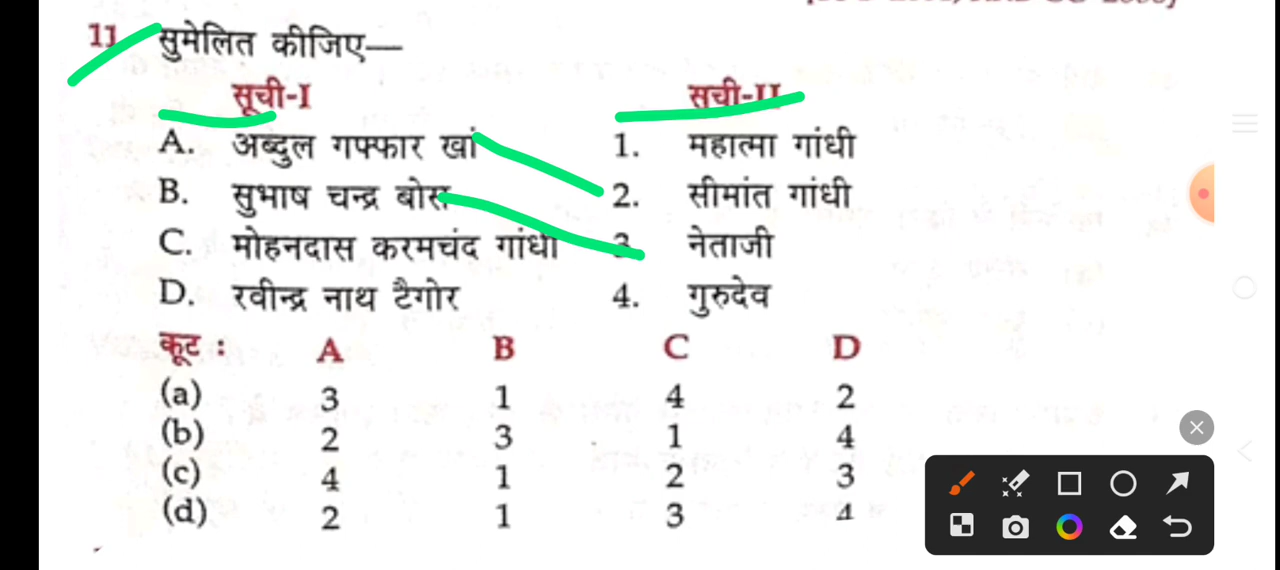 11 सुमेलित कीजिए—
सूची-I सूची-II
A. अब्दुल गफ्फार खां 1. महात्मा गांधी
B. सुभाष चन्द्र बोस 2. सीमांत गांधी
C. मोहनदास करमचंद गांधी 3. नेताजी
D. रवीन्द्र नाथ टैगोर 4. गुरुदेव
कूट : A B C D
(a) 3 1 4 2
(b) 2 3 1 4
(c) 4 1 2 3
(d) 2 1 3 4